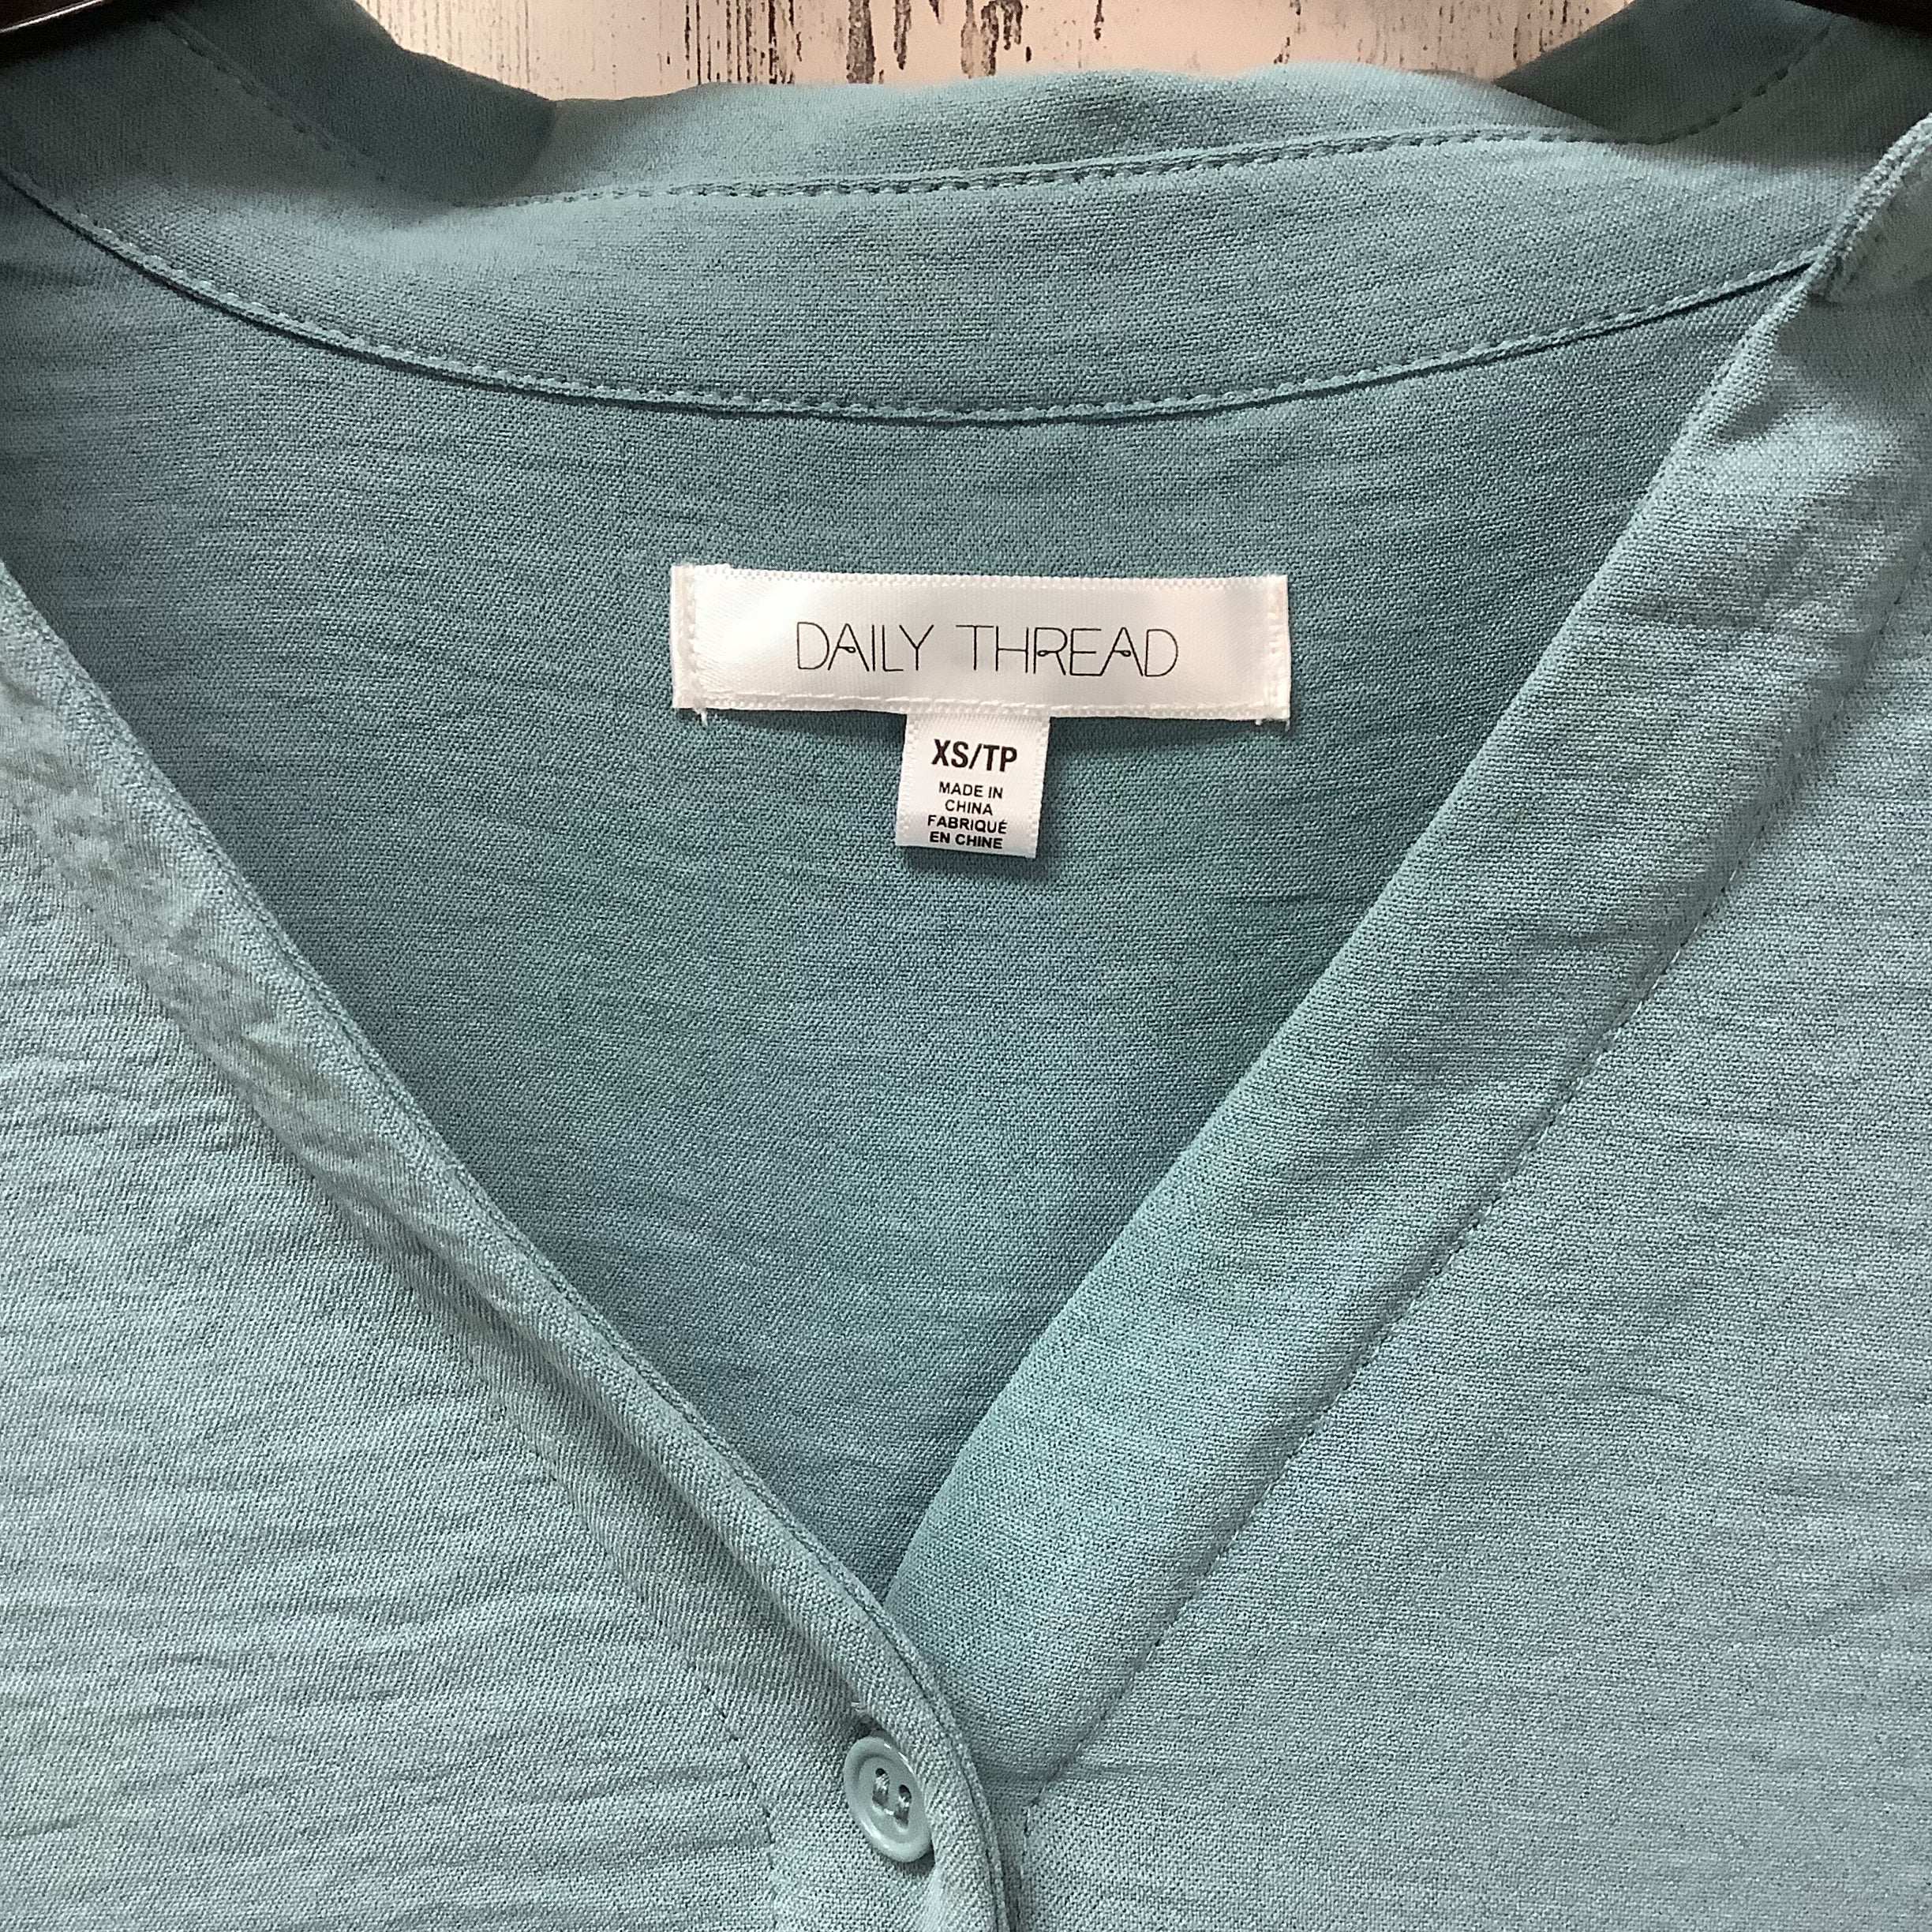 DAILY THREAD
XS/TP
MADE IN
CHINA
FABRIQUÉ
EN CHINE